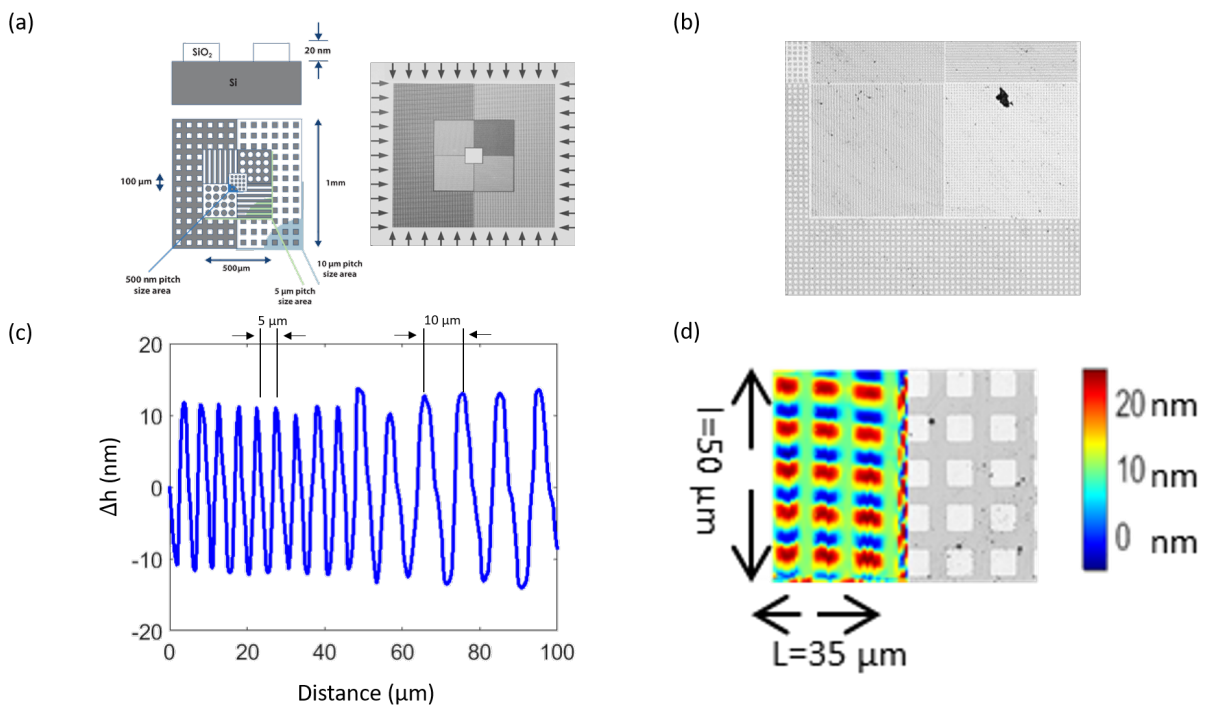 (a)
SiO2
20 nm
Si
100 µm
1mm
500 nm pitch
size area
500µm
5 µm pitch
size area
10 µm pitch
size area
(b)
(c)
5 µm
10 µm
20
10
0
-10
-20
Δh (nm)
0
20
40
60
80
100
Distance (µm)
(d)
l=50 µm
L=35 µm
20 nm
10 nm
0 nm